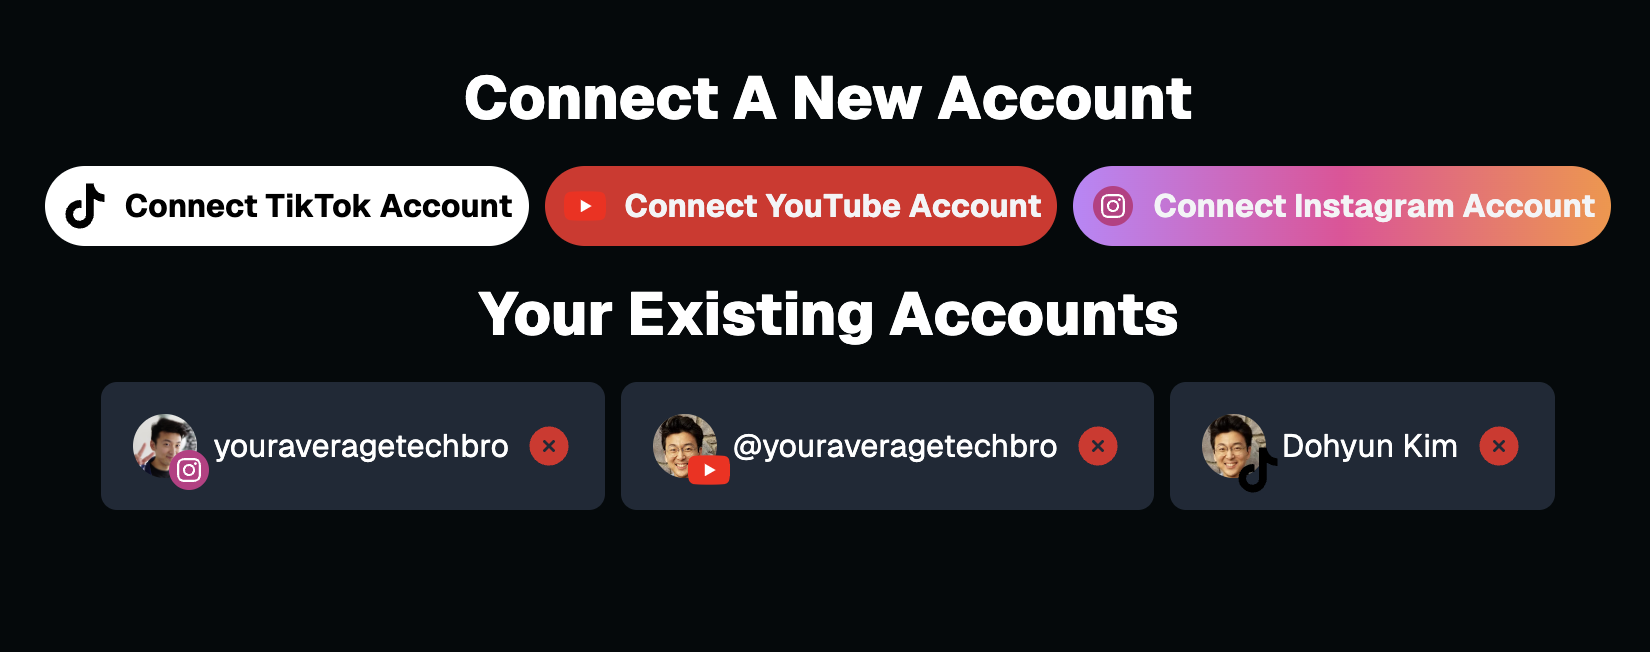 Connect A New Account
Connect TikTok Account
Connect YouTube Account
Connect Instagram Account
Your Existing Accounts
youraveragetechbro
@youraveragetechbro
Dohyun Kim